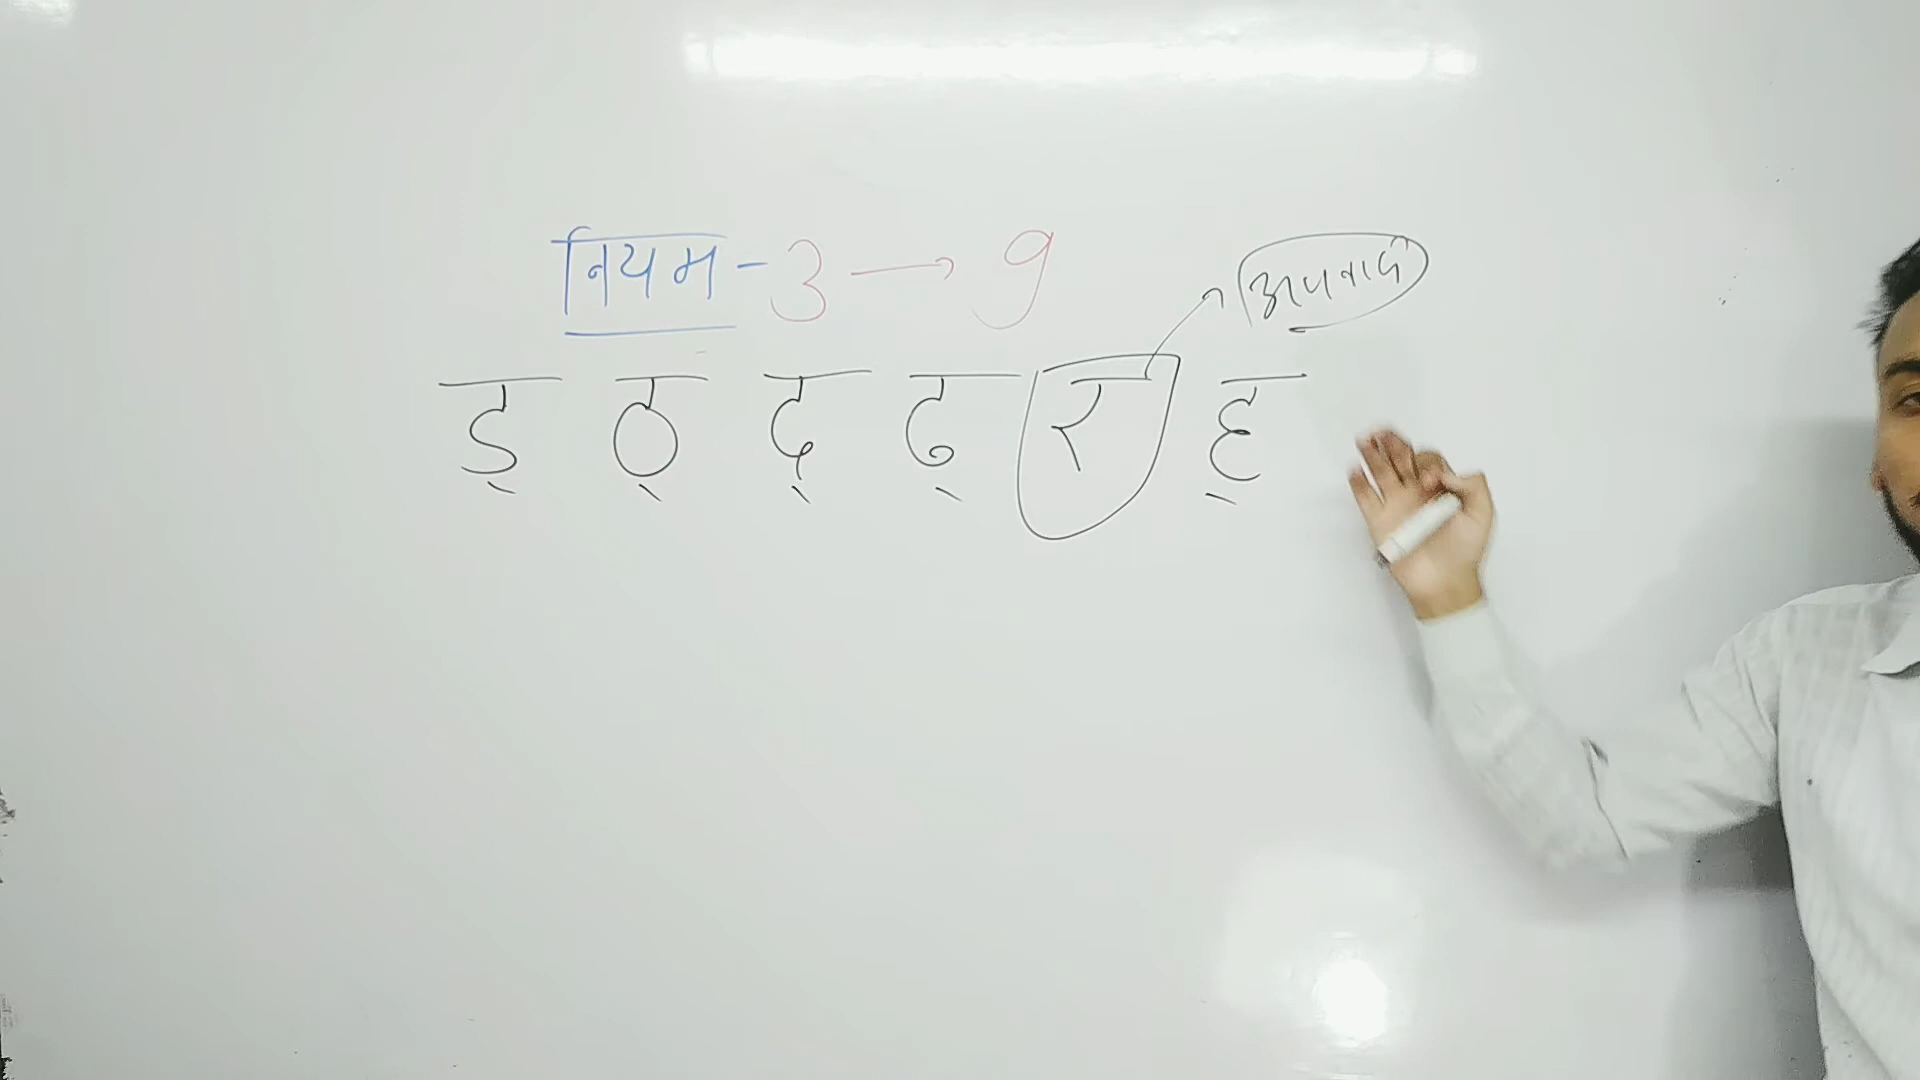 नियम - 3 → 9
अपवाद
ड् ठ् द् ढ् र ह्